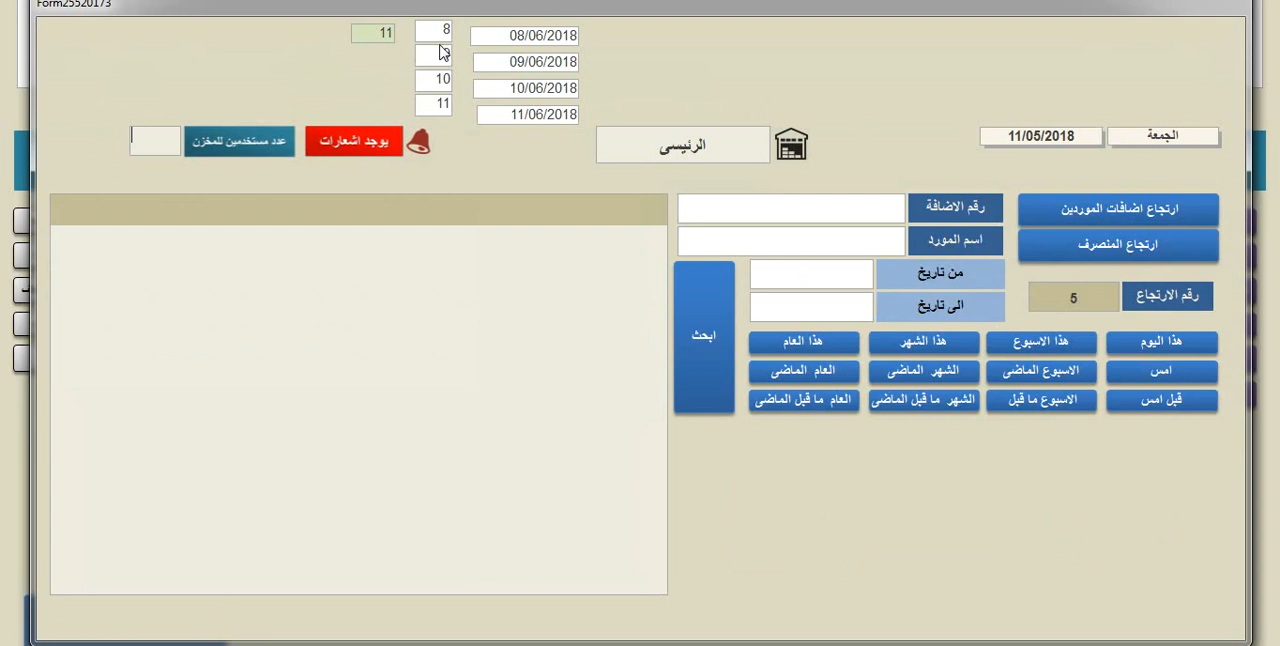 Form25520173
11
8
08/06/2018
09/06/2018
10
10/06/2018
11
11/06/2018
الجمعة
11/05/2018
الرئيسى
يوجد اشعارات
عدد مستخدمين للمخزن
ارتجاع اضافات الموردين
رقم الاضافة
ارتجاع المنصرف
اسم المورد
من تاريخ
رقم الارتجاع
5
الى تاريخ
ابحث
هذا اليوم
هذا الاسبوع
هذا الشهر
هذا العام
امس
الاسبوع الماضى
الشهر الماضى
العام الماضى
قبل امس
الاسبوع ما قبل
الشهر ما قبل الماضى
العام ما قبل الماضى